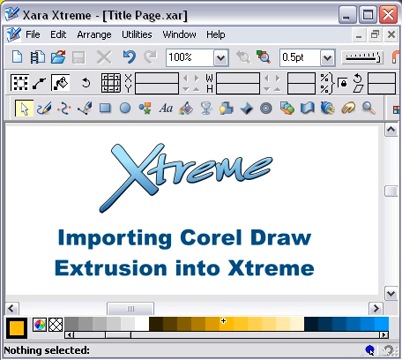 Xara Xtreme - [Title Page.xar]
File Edit Arrange Utilities Window Help
100% 0.5pt
X W %
Y H %
Aa
Xtreme
Importing Corel Draw
Extrusion into Xtreme
Nothing selected: